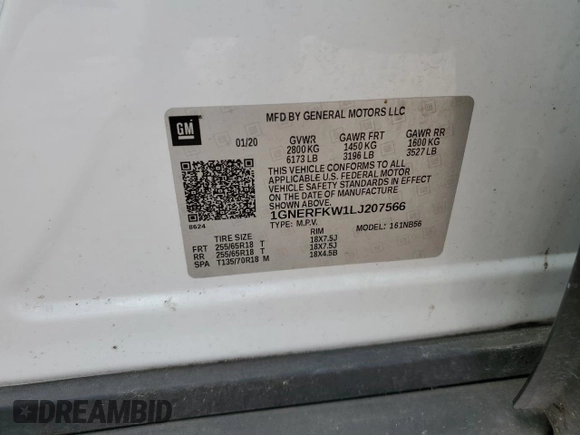 MFD BY GENERAL MOTORS LLC
GM
01/20
GVWR GAWR FRT GAWR RR
2800 KG 1450 KG 1600 KG
6173 LB 3196 LB 3527 LB
THIS VEHICLE CONFORMS TO ALL
APPLICABLE U.S. FEDERAL MOTOR
VEHICLE SAFETY STANDARDS IN
EFFECT ON THE DATE OF MANUFACTURE
SHOWN ABOVE.
1GNERFKW1LJ207566
TYPE: M.P.V. MODEL: 161NB56
8624
TIRE SIZE RIM
FRT 255/65R18 T 18X7.5J
RR 255/65R18 T 18X7.5J
SPA T135/70R18 M 18X4.5B
DREAMBID